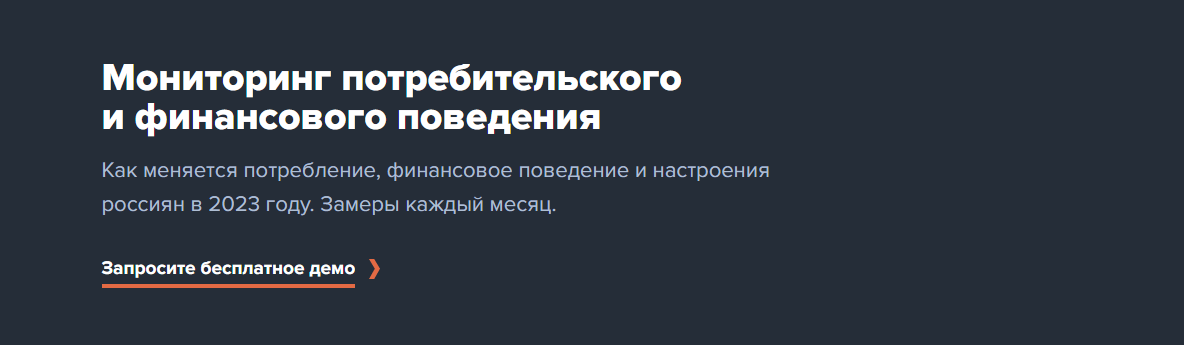 Мониторинг потребительского
и финансового поведения
Как меняется потребление, финансовое поведение и настроения
россиян в 2023 году. Замеры каждый месяц.
Запросите бесплатное демо